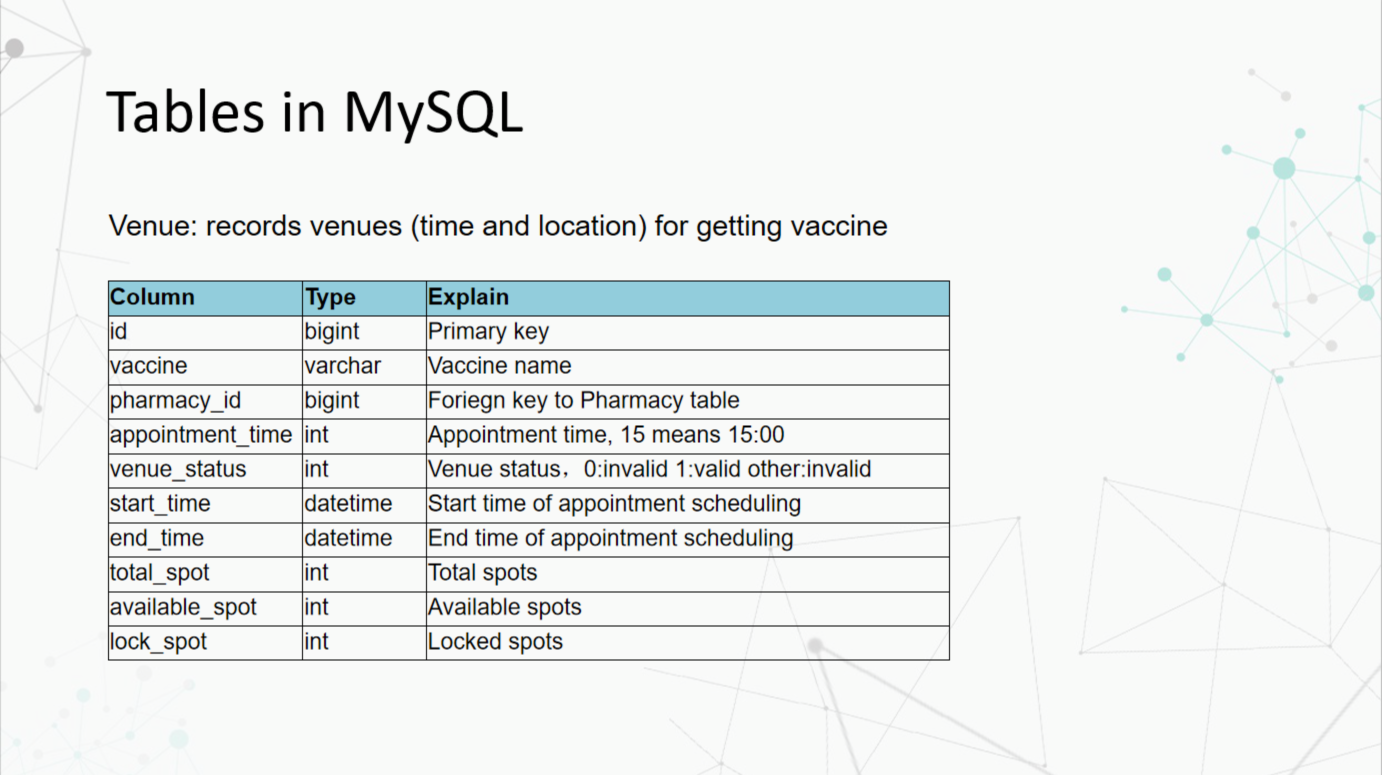 Tables in MySQL
Venue: records venues (time and location) for getting vaccine
Column Type Explain
id bigint Primary key
vaccine varchar Vaccine name
pharmacy_id bigint Foriegn key to Pharmacy table
appointment_time int Appointment time, 15 means 15:00
venue_status int Venue status，0:invalid 1:valid other:invalid
start_time datetime Start time of appointment scheduling
end_time datetime End time of appointment scheduling
total_spot int Total spots
available_spot int Available spots
lock_spot int Locked spots